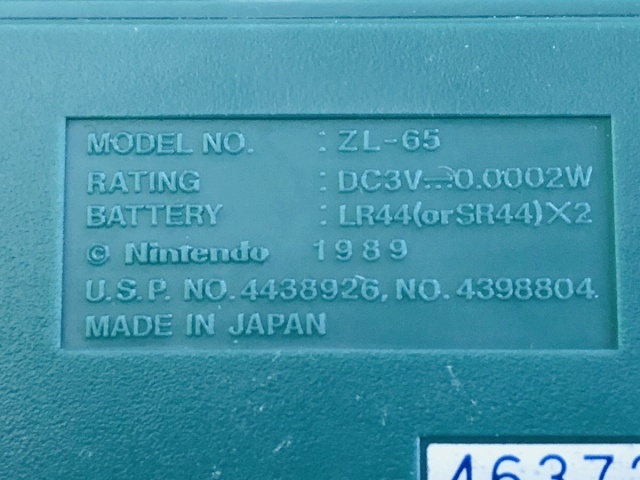 MODEL NO. : ZL-65
RATING : DC3V⎓0.0002W
BATTERY : LR44(orSR44)×2
© Nintendo 1989
U.S.P. NO. 4438926, NO. 4398804.
MADE IN JAPAN